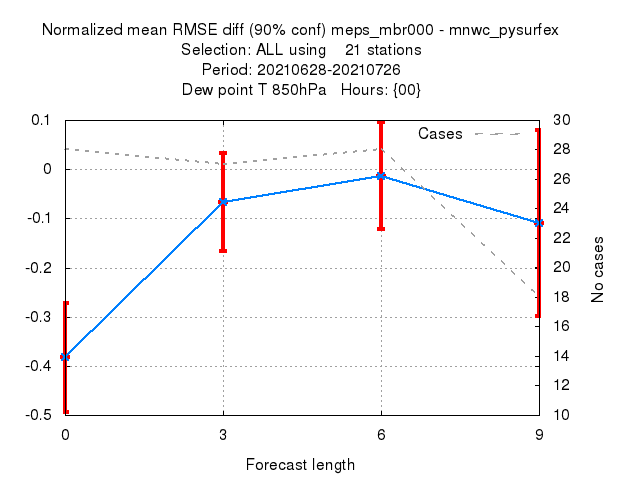 Normalized mean RMSE diff (90% conf) meps_mbr000 - mnwc_pysurfex
Selection: ALL using 21 stations
Period: 20210628-20210726
Dew point T 850hPa Hours: {00}
Cases
0.1
0
-0.1
-0.2
-0.3
-0.4
-0.5
30
28
26
24
22
20
18
16
14
12
10
No cases
0 3 6 9
Forecast length